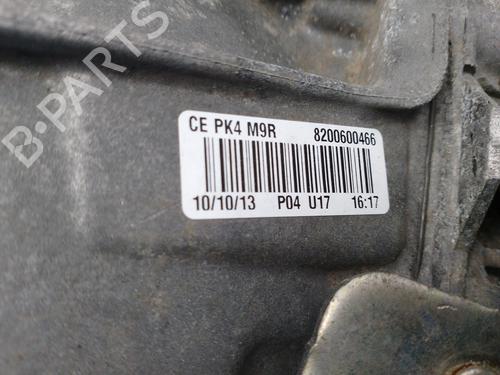 CE PK4 M9R 8200600466
10/10/13 P04 U17 16:17
B-PARTS